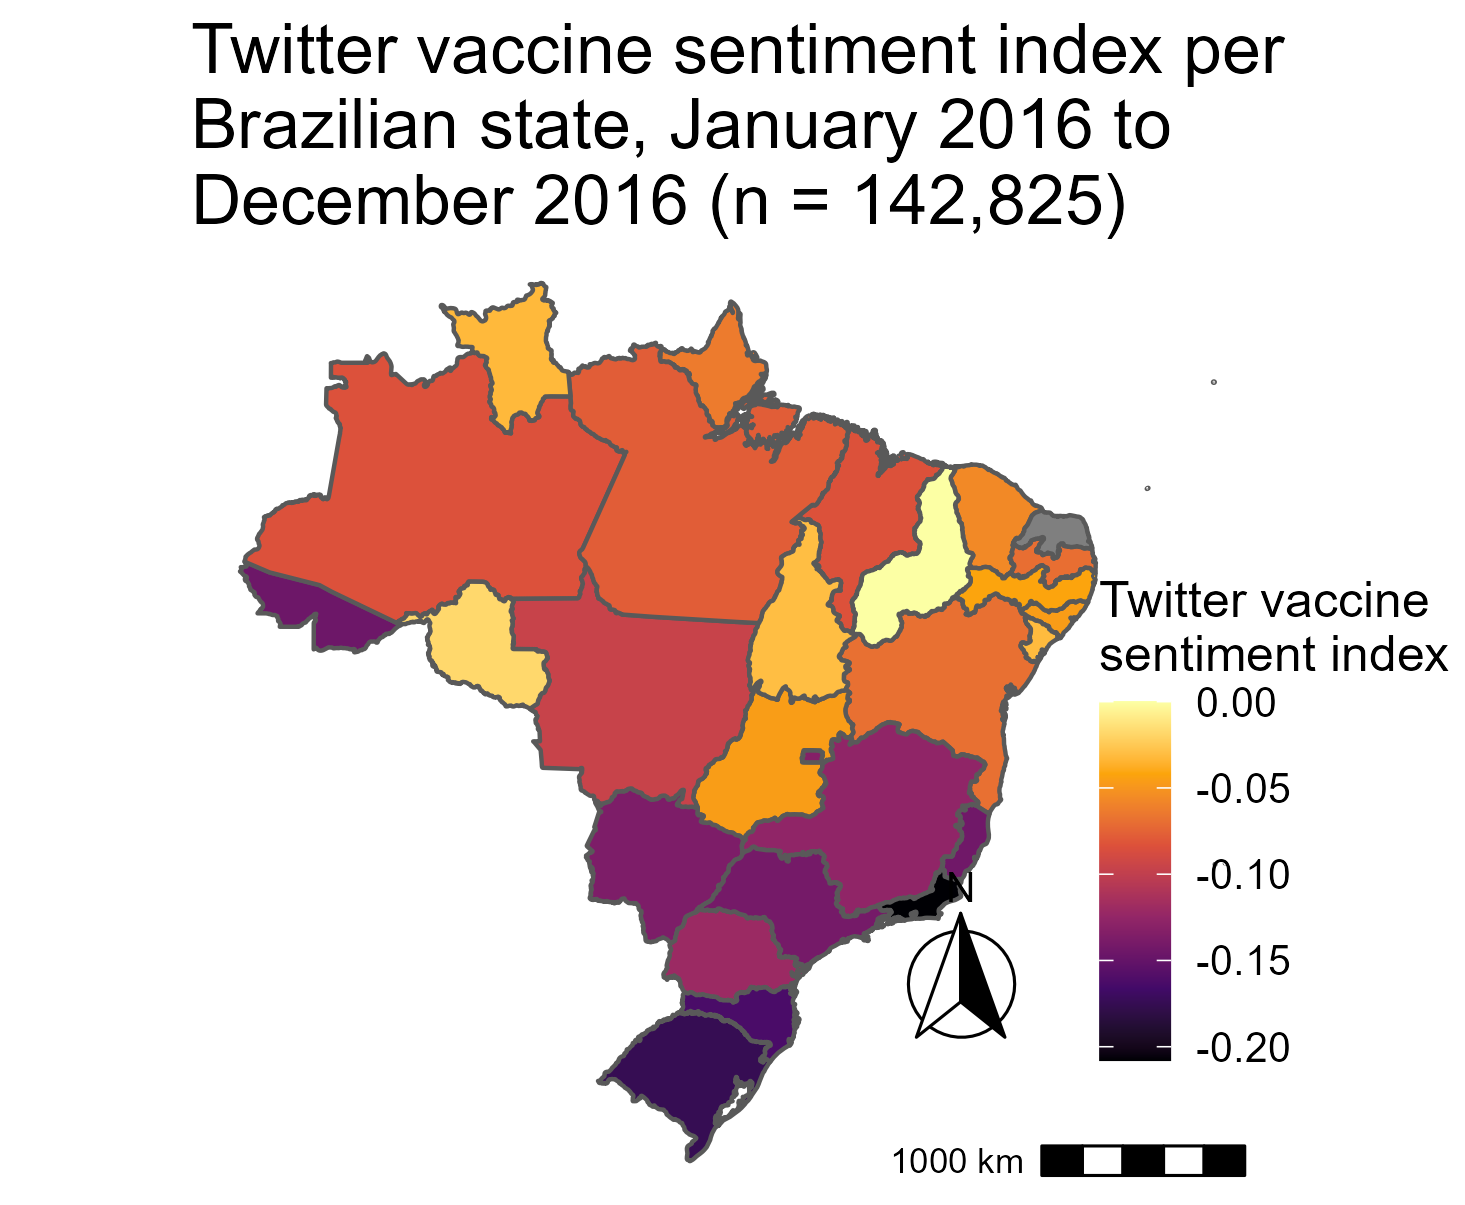 Twitter vaccine sentiment index per
Brazilian state, January 2016 to
December 2016 (n = 142,825)
Twitter vaccine
sentiment index
0.00
-0.05
-0.10
-0.15
-0.20
N
1000 km